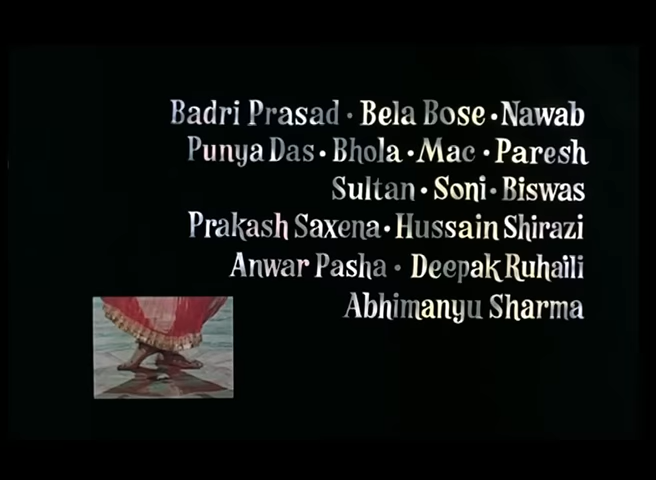 Badri Prasad · Bela Bose · Nawab
Punya Das · Bhola · Mac · Paresh
Sultan · Soni · Biswas
Prakash Saxena · Hussain Shirazi
Anwar Pasha · Deepak Ruhaili
Abhimanyu Sharma